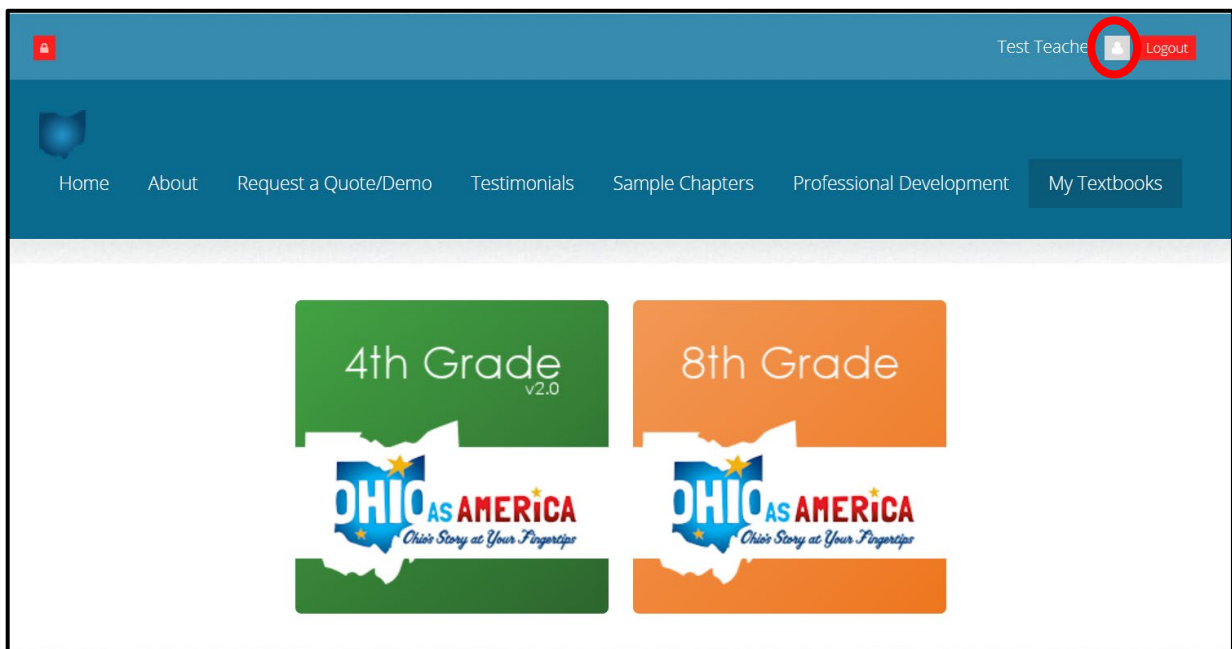 Test Teache Logout
Home About Request a Quote/Demo Testimonials Sample Chapters Professional Development My Textbooks
4th Grade
v2.0
OHIO AS AMERiCA
Ohio's Story at Your Fingertips
8th Grade
OHIO AS AMERiCA
Ohio's Story at Your Fingertips